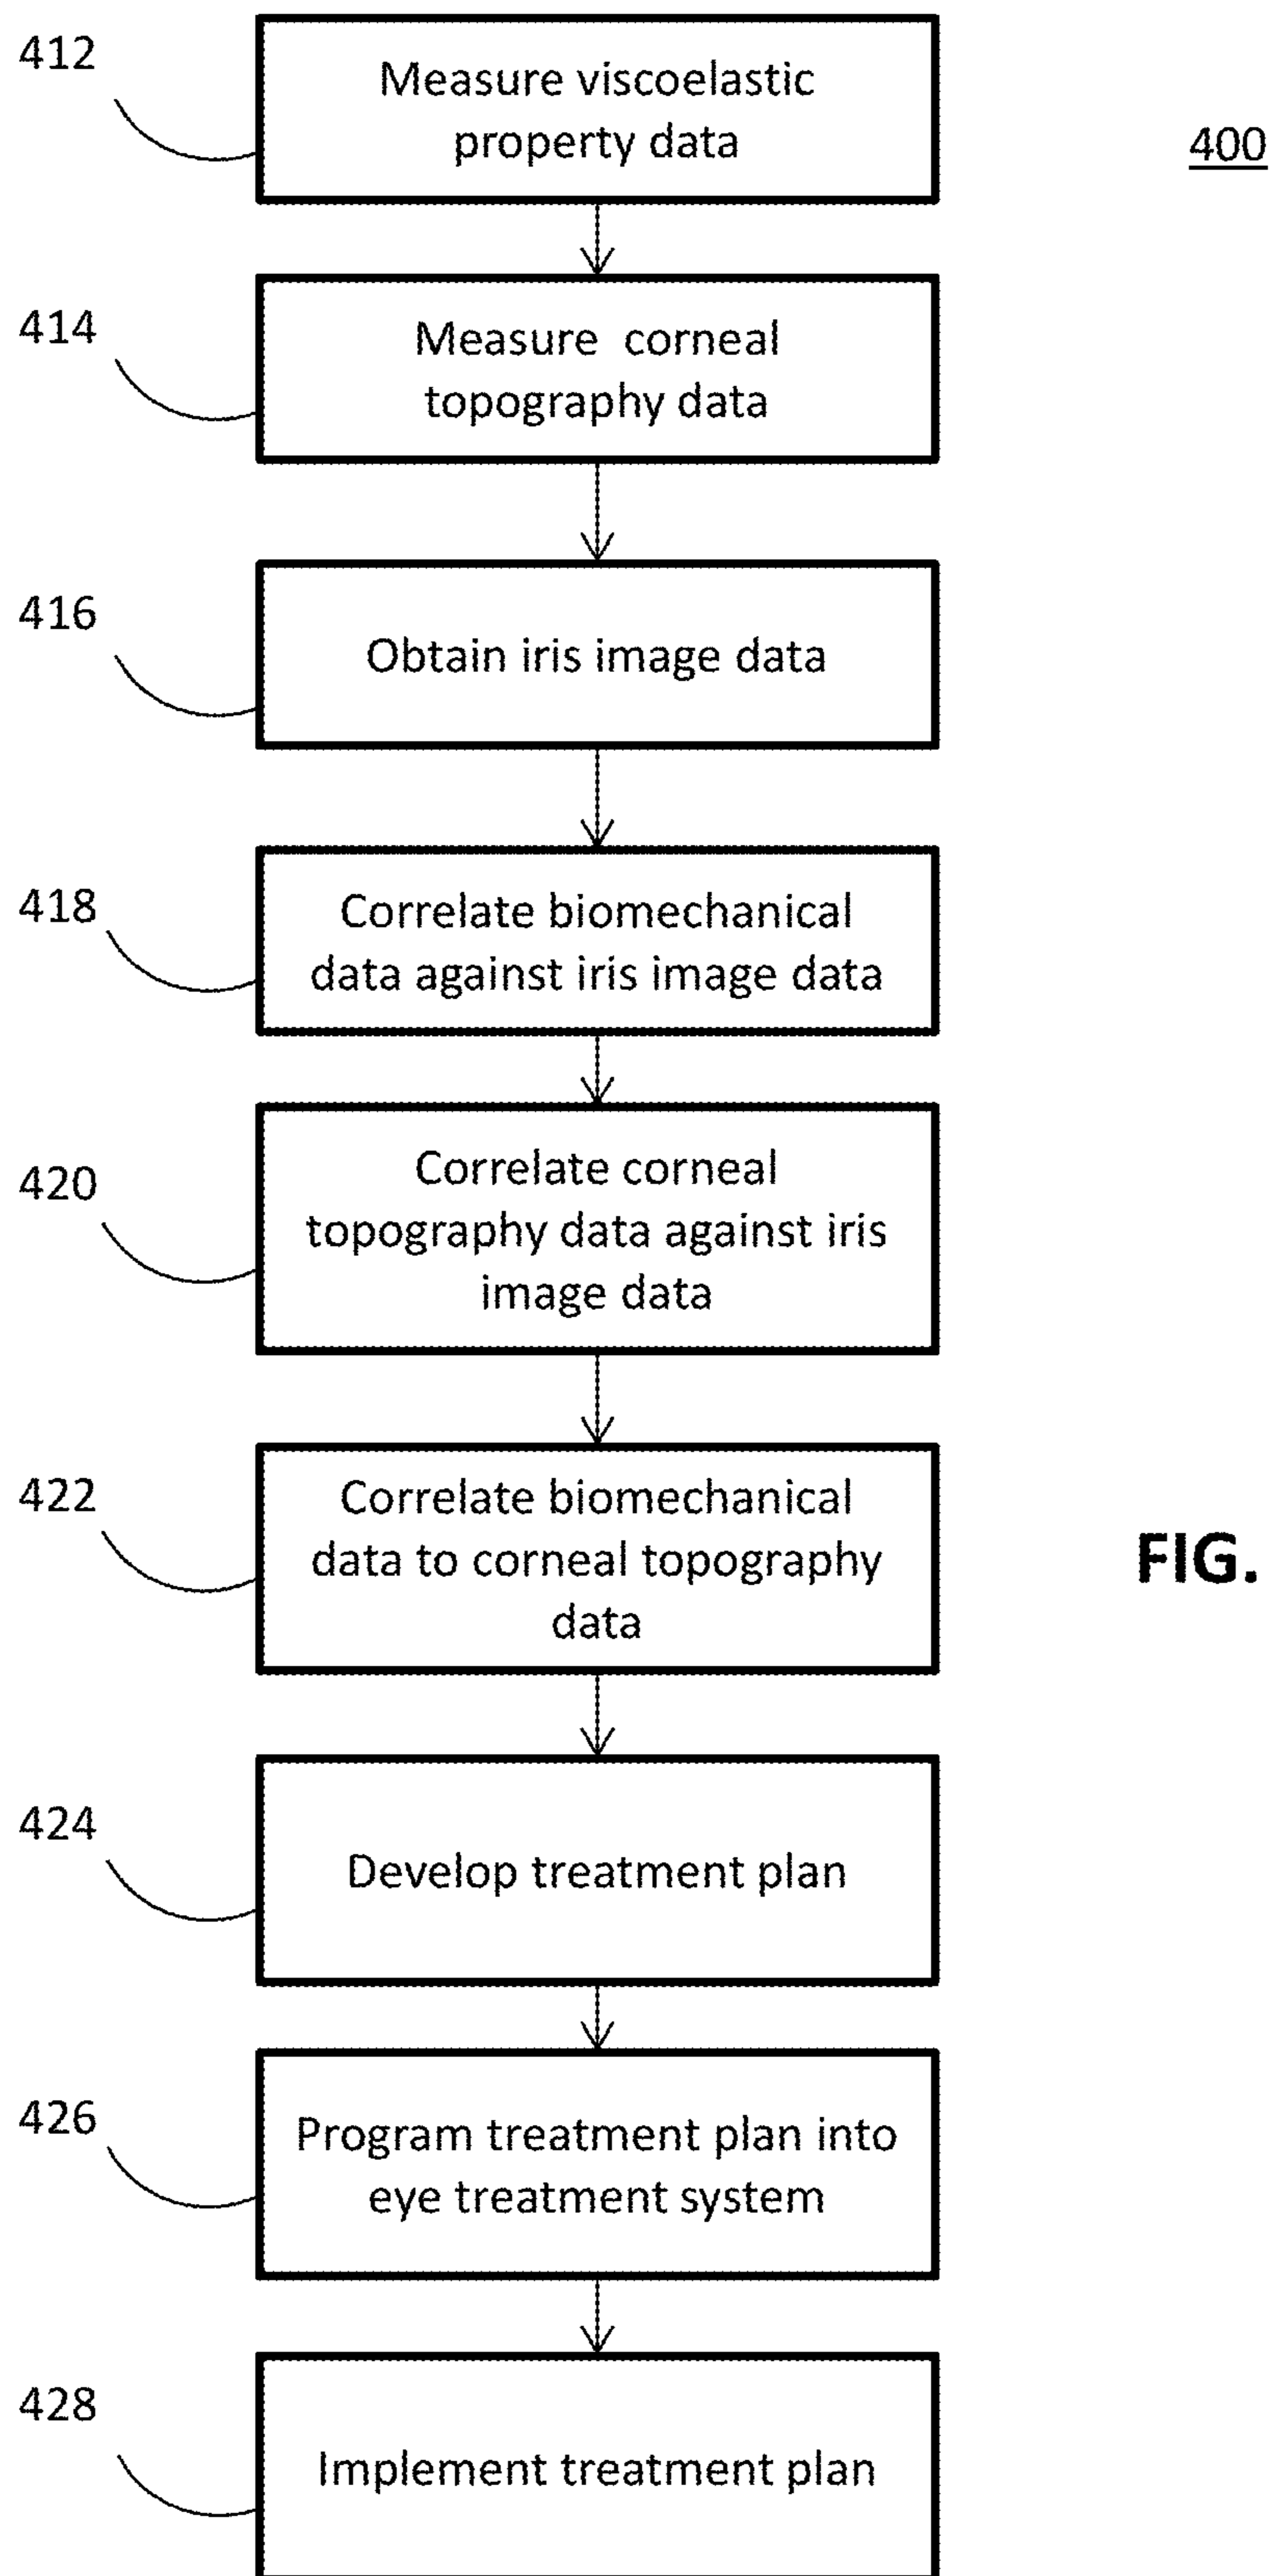 412
Measure viscoelastic
property data
400
414
Measure corneal
topography data
416
Obtain iris image data
418
Correlate biomechanical
data against iris image data
420
Correlate corneal
topography data against iris
image data
422
Correlate biomechanical
data to corneal topography
data
FIG.
424
Develop treatment plan
426
Program treatment plan into
eye treatment system
428
Implement treatment plan